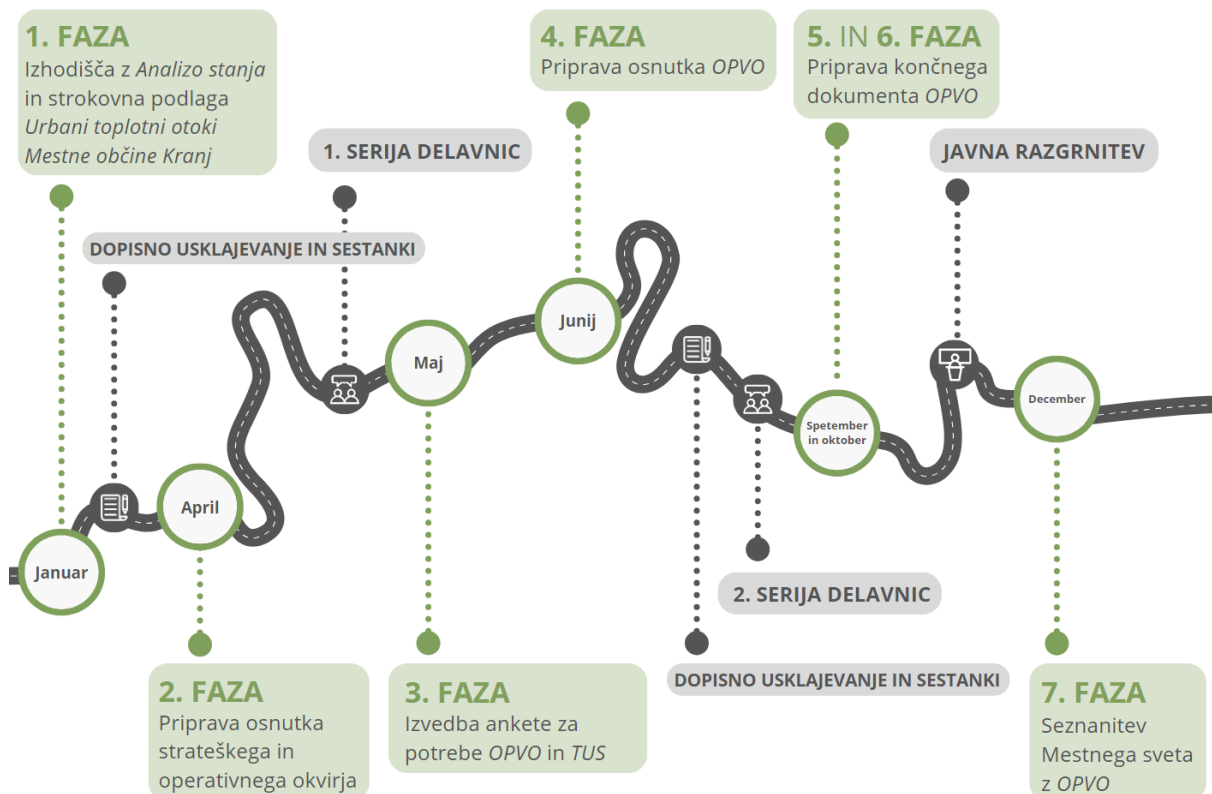 1. FAZA
Izhodišča z Analizo stanja
in strokovna podlaga
Urbani toplotni otoki
Mestne občine Kranj
4. FAZA
Priprava osnutka OPVO
5. IN 6. FAZA
Priprava končnega
dokumenta OPVO
1. SERIJA DELAVNIC
JAVNA RAZGRNITEV
DOPISNO USKLAJEVANJE IN SESTANKI
Januar
April
Maj
Junij
Spetember
in oktober
December
2. SERIJA DELAVNIC
DOPISNO USKLAJEVANJE IN SESTANKI
2. FAZA
Priprava osnutka
strateškega in
operativnega okvirja
3. FAZA
Izvedba ankete za
potrebe OPVO in TUS
7. FAZA
Seznanitev
Mestnega sveta
z OPVO